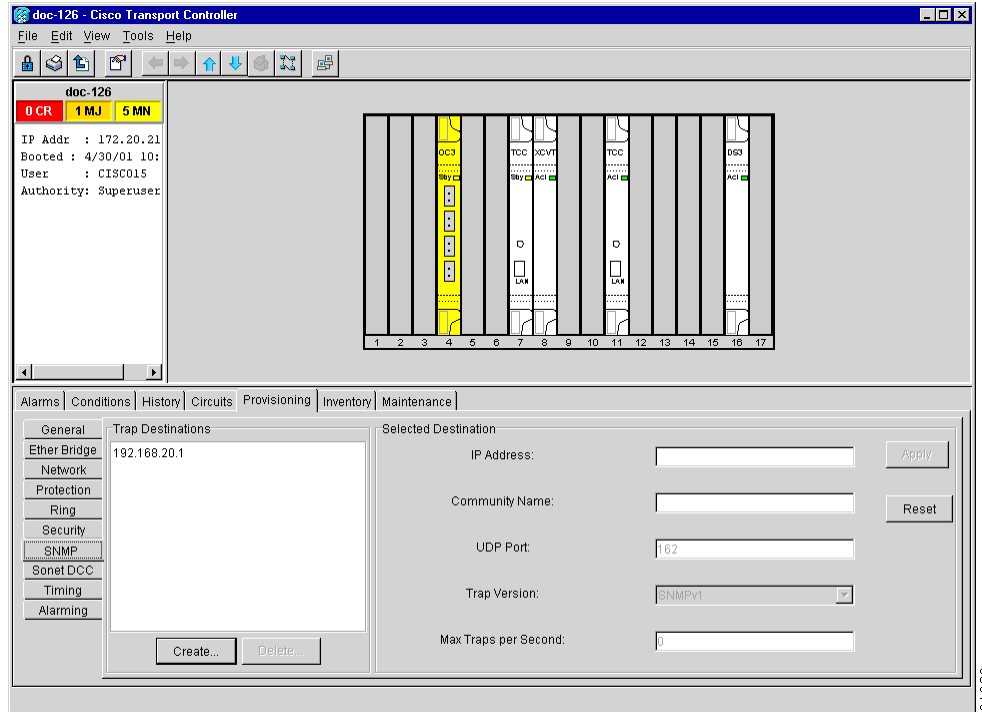 doc-126 - Cisco Transport Controller
File Edit View Tools Help
doc-126
0 CR 1 MJ 5 MN
IP Addr : 172.20.21
Booted : 4/30/01 10:
User : CISCO15
Authority: Superuser
OC3 TCC XCVT TCC DS3
Sby Sby Act Act Act
LAN LAN
1 2 3 4 5 6 7 8 9 10 11 12 13 14 15 16 17
Alarms Conditions History Circuits Provisioning Inventory Maintenance
General
Ether Bridge
Network
Protection
Ring
Security
SNMP
Sonet DCC
Timing
Alarming
Trap Destinations
192.168.20.1
Create... Delete...
Selected Destination
IP Address:
Community Name:
UDP Port: 162
Trap Version: SNMPv1
Max Traps per Second: 0
Apply
Reset